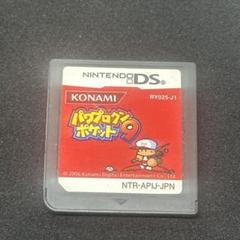 NINTENDO DS
KONAMI
RY025-J1
パワプロクン
ポケット9
© 2006 Konami Digital Entertainment Co., Ltd.
NTR-APIJ-JPN